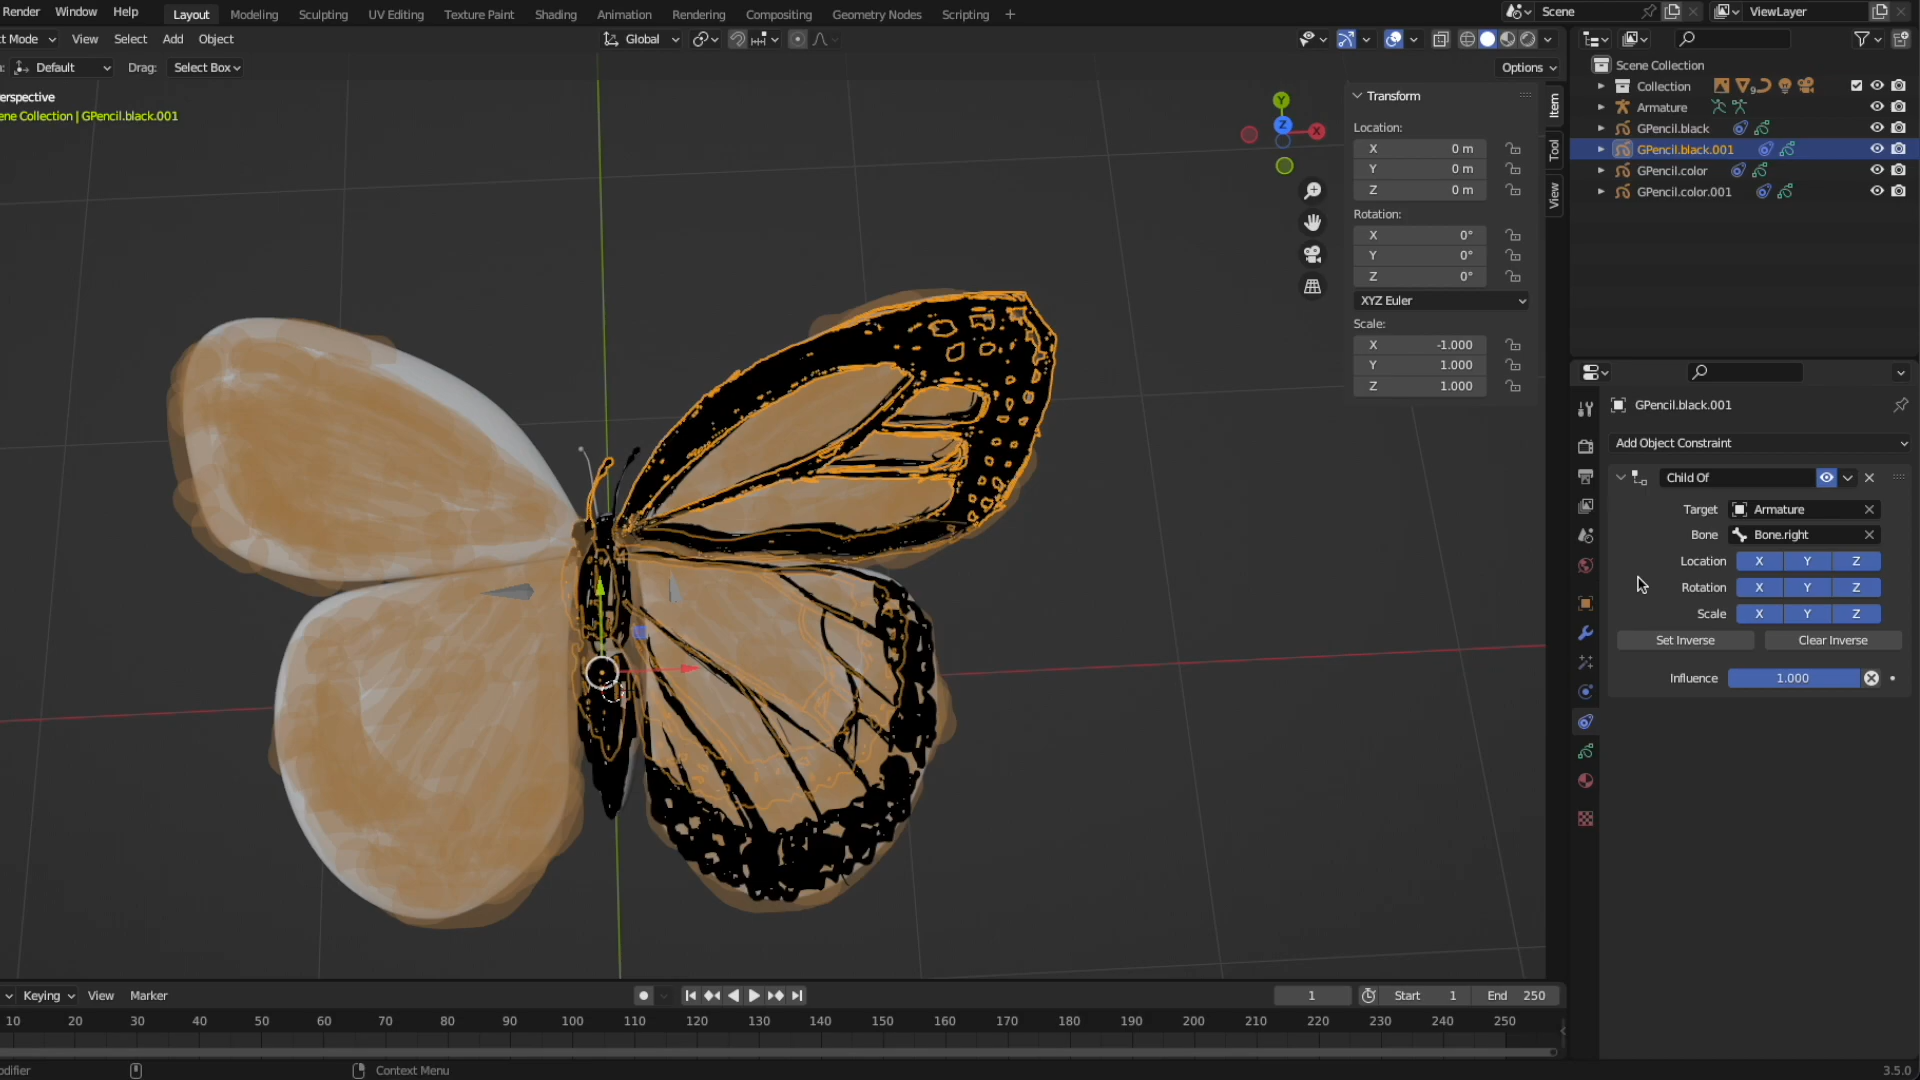 Render Window Help Layout Modeling Sculpting UV Editing Texture Paint Shading Animation Rendering Compositing Geometry Nodes Scripting + Scene ViewLayer
t Mode View Select Add Object Global
Default Drag: Select Box Options
erspective
ene Collection | GPencil.black.001
Transform
Location:
X 0 m
Y 0 m
Z 0 m
Rotation:
X 0°
Y 0°
Z 0°
XYZ Euler
Scale:
X -1.000
Y 1.000
Z 1.000
Item
Tool
View
Y
Z
X
Scene Collection
Collection 9
Armature
GPencil.black
GPencil.black.001
GPencil.color
GPencil.color.001
GPencil.black.001
Add Object Constraint
Child Of
Target Armature
Bone Bone.right
Location X Y Z
Rotation X Y Z
Scale X Y Z
Set Inverse Clear Inverse
Influence 1.000
Keying View Marker 1 Start 1 End 250
10 20 30 40 50 60 70 80 90 100 110 120 130 140 150 160 170 180 190 200 210 220 230 240 250
odifier Context Menu 3.5.0